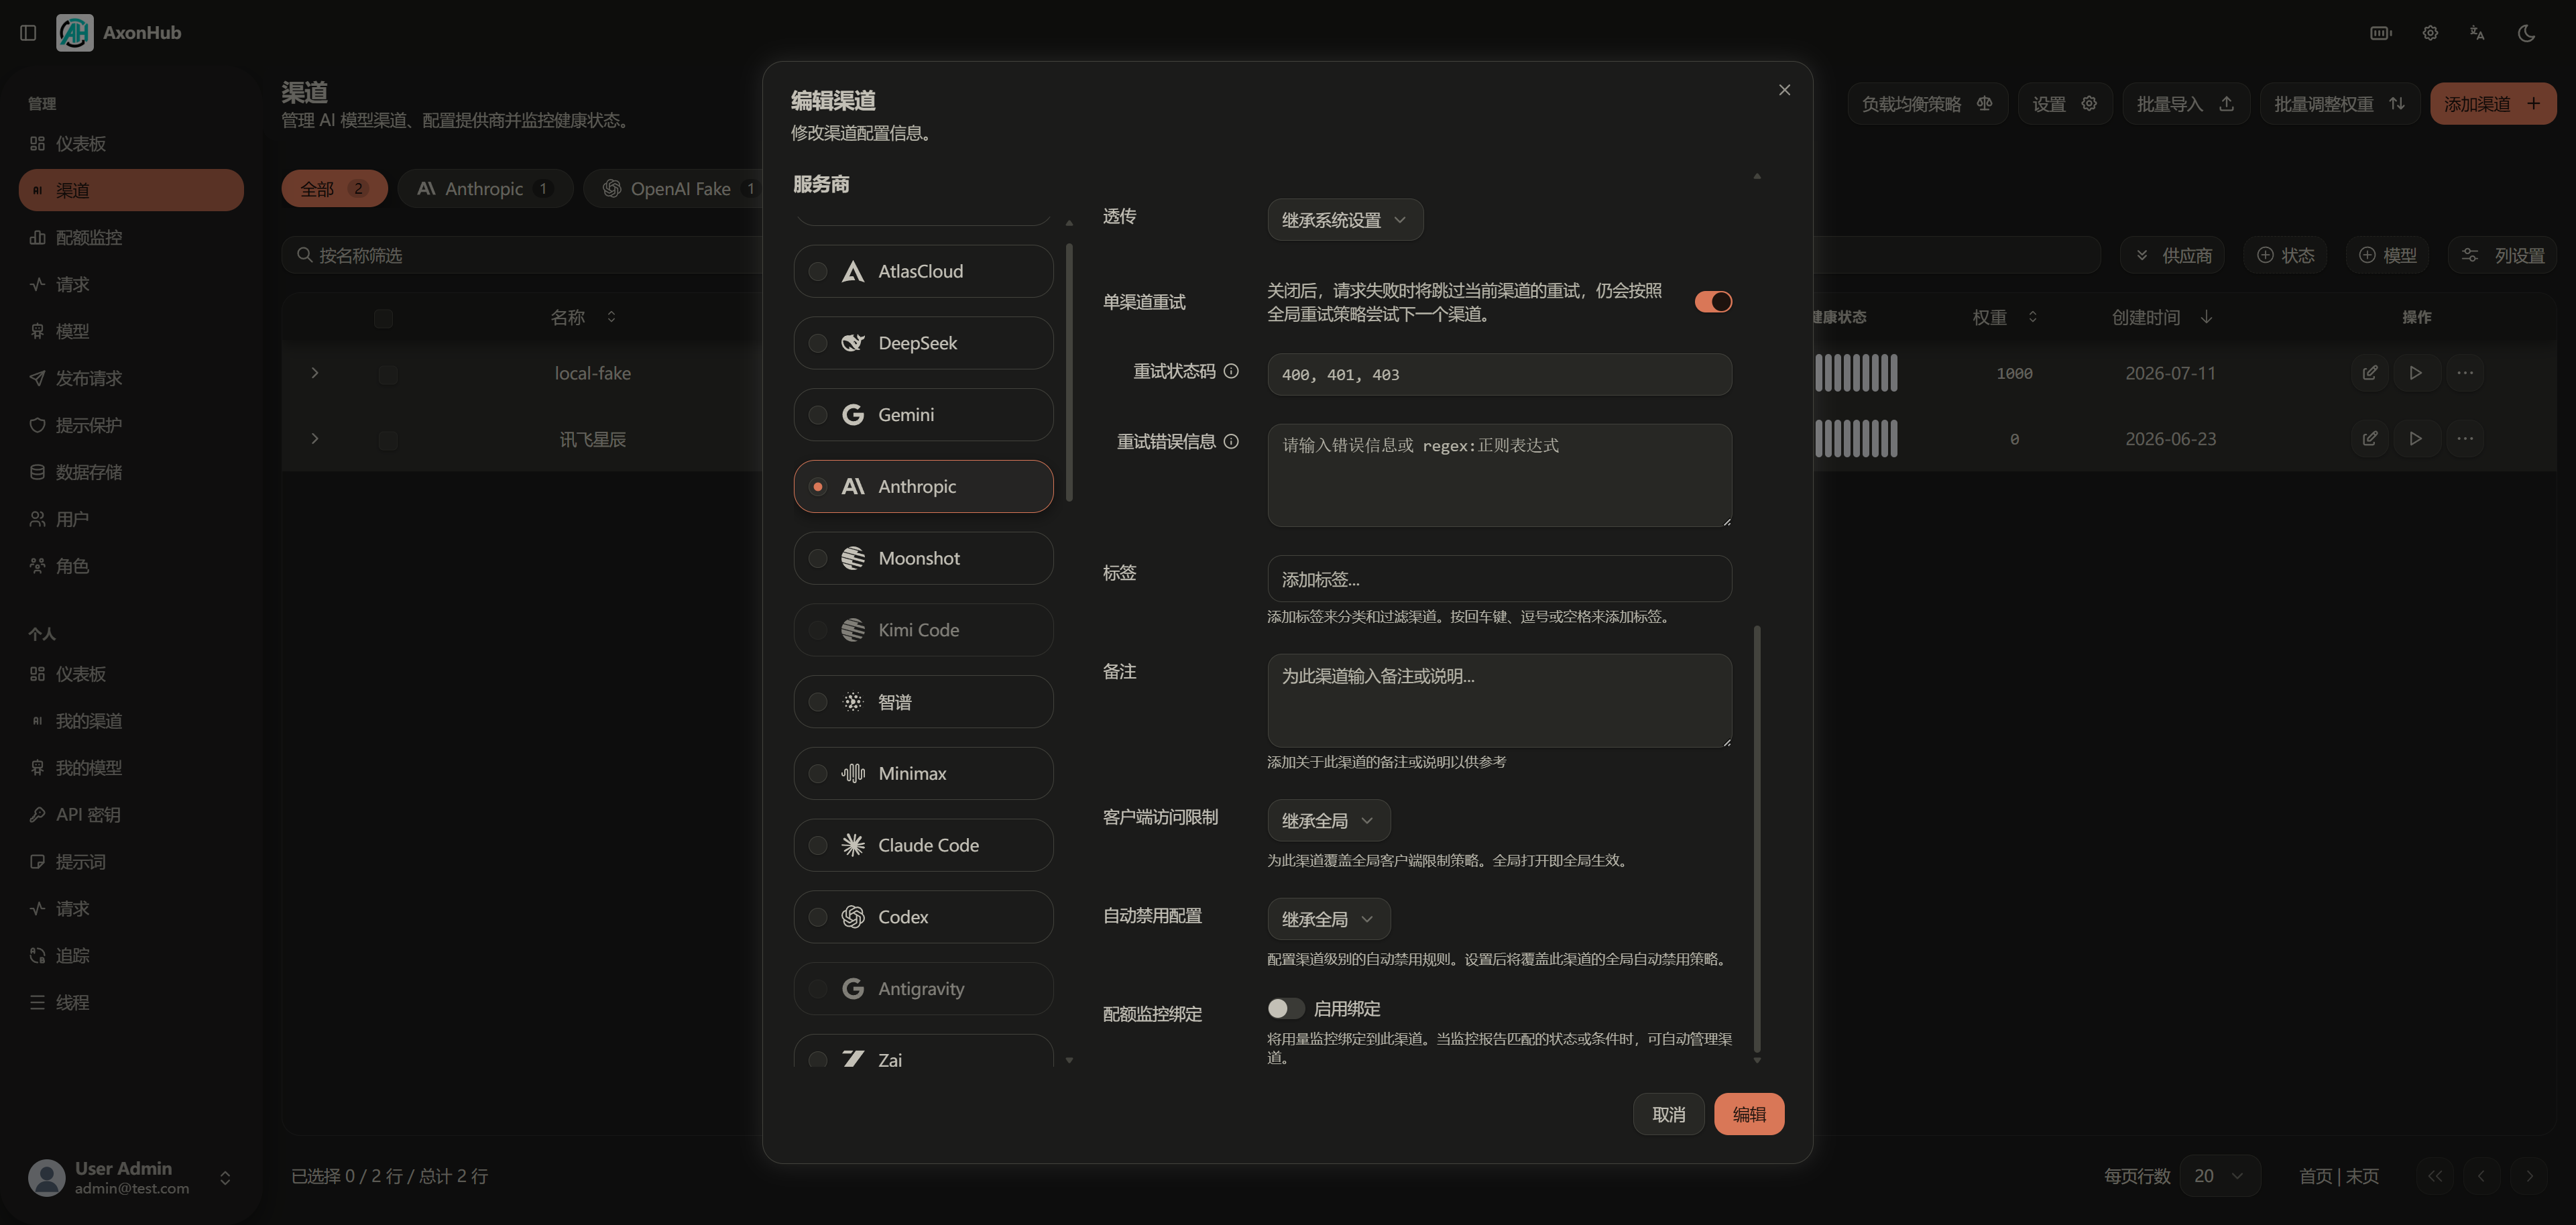 AxonHub
管理
仪表板
渠道
配额监控
请求
模型
发布请求
提示保护
数据存储
用户
角色
个人
仪表板
我的渠道
我的模型
API 密钥
提示词
请求
追踪
线程
User Admin
admin@test.com
渠道
管理 AI 模型渠道、配置提供商并监控健康状态。
负载均衡策略
设置
批量导入
批量调整权重
添加渠道
全部 2
Anthropic 1
OpenAI Fake 1
按名称筛选
供应商
状态
模型
列设置
名称
健康状态
权重
创建时间
操作
local-fake
1000
2026-07-11
讯飞星辰
0
2026-06-23
已选择 0 / 2 行 / 总计 2 行
每页行数
20
首页 | 末页
编辑渠道
修改渠道配置信息。
服务商
AtlasCloud
DeepSeek
Gemini
Anthropic
Moonshot
Kimi Code
智谱
Minimax
Claude Code
Codex
Antigravity
Zai
透传
继承系统设置
单渠道重试
关闭后，请求失败时将跳过当前渠道的重试，仍会按照
全局重试策略尝试下一个渠道。
重试状态码
400, 401, 403
重试错误信息
请输入错误信息或 regex:正则表达式
标签
添加标签...
添加标签来分类和过滤渠道。按回车键、逗号或空格来添加标签。
备注
为此渠道输入备注或说明...
添加关于此渠道的备注或说明以供参考
客户端访问限制
继承全局
为此渠道覆盖全局客户端限制策略。全局打开即全局生效。
自动禁用配置
继承全局
配置渠道级别的自动禁用规则。设置后将覆盖此渠道的全局自动禁用策略。
配额监控绑定
启用绑定
将用量监控绑定到此渠道。当监控报告匹配的状态或条件时，可自动管理渠
道。
取消
编辑